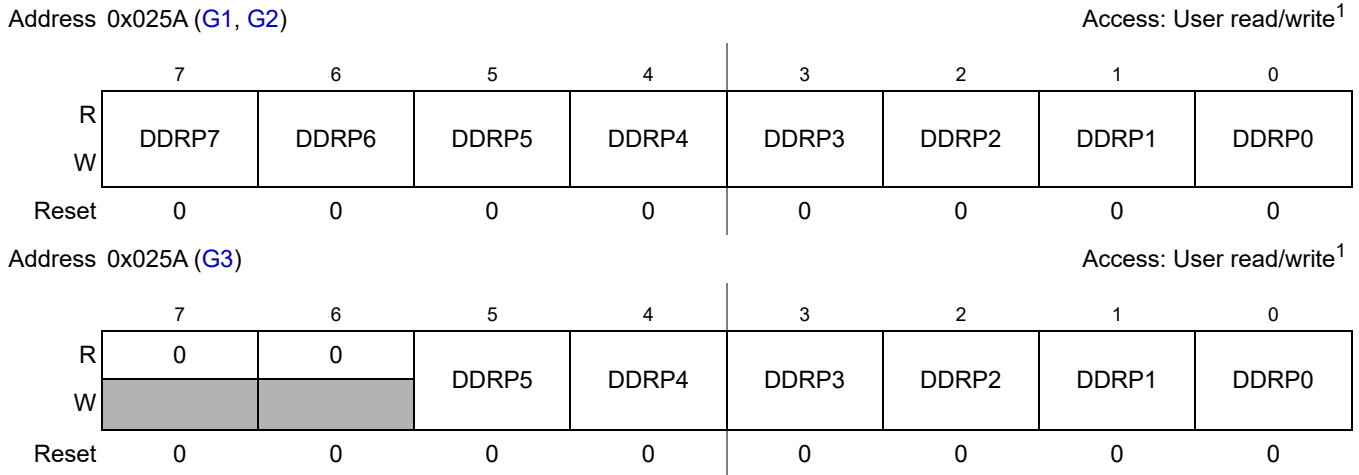 Address 0x025A (G1, G2) Access: User read/write1
7 6 5 4 3 2 1 0
R
DDRP7 DDRP6 DDRP5 DDRP4 DDRP3 DDRP2 DDRP1 DDRP0
W
Reset 0 0 0 0 0 0 0 0
Address 0x025A (G3) Access: User read/write1
7 6 5 4 3 2 1 0
R 0 0
DDRP5 DDRP4 DDRP3 DDRP2 DDRP1 DDRP0
W
Reset 0 0 0 0 0 0 0 0